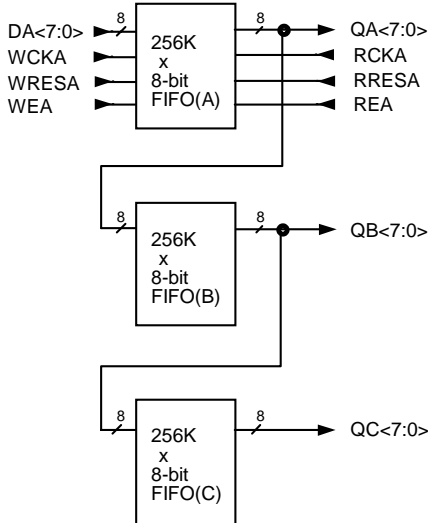 DA<7:0> 8 8 QA<7:0>
WCKA 256K RCKA
WRESA x RRESA
WEA 8-bit REA
FIFO(A)
8 8 QB<7:0>
256K
x
8-bit
FIFO(B)
8 8 QC<7:0>
256K
x
8-bit
FIFO(C)